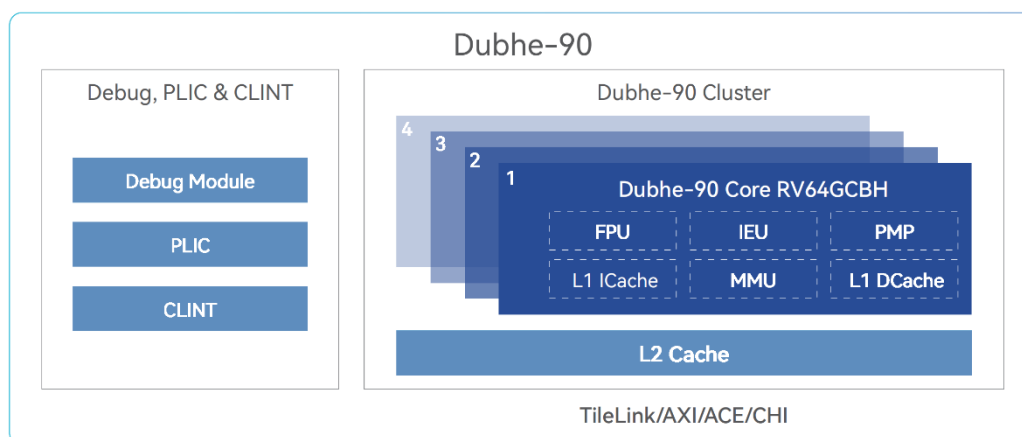 Dubhe-90
Debug, PLIC & CLINT
Debug Module
PLIC
CLINT
Dubhe-90 Cluster
4
3
2
1
Dubhe-90 Core RV64GCBH
FPU IEU PMP
L1 ICache MMU L1 DCache
L2 Cache
TileLink/AXI/ACE/CHI